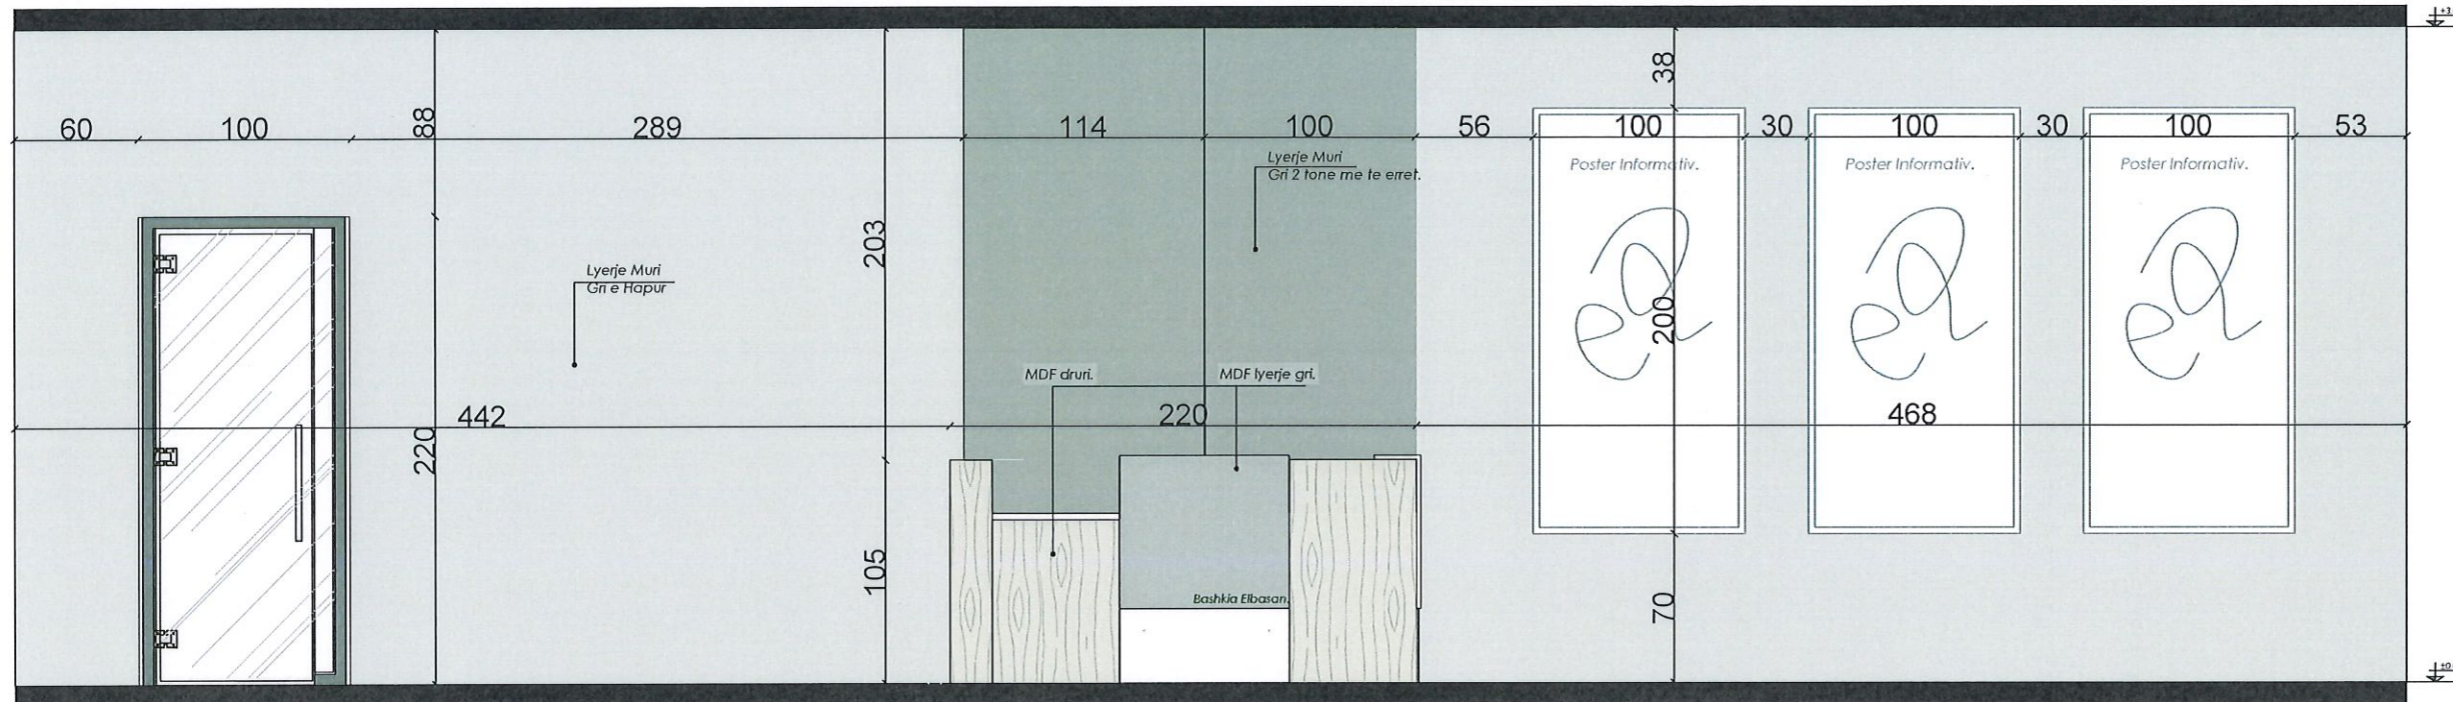 38
60 100 88 289 114 100 56 100 30 100 30 100 53
Lyerje Muri
Gri 2 tone me te erret.
Poster Informativ.
Poster Informativ.
Poster Informativ.
203
Lyerje Muri
Gri e Hapur
200
MDF druri.
MDF lyerje gri.
442 220 468
220
105
Bashkia Elbasan.
70